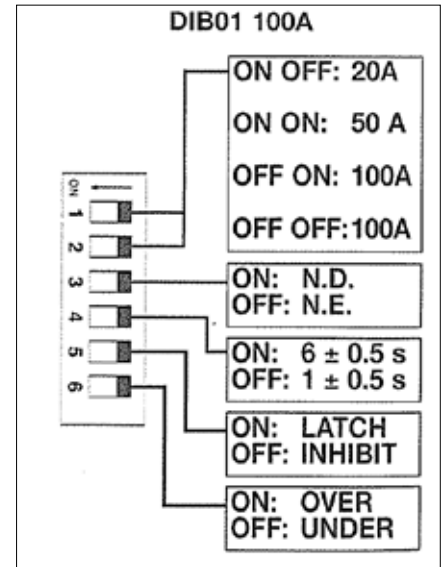 DIB01 100A
ON OFF: 20A
ON ON: 50 A
OFF ON: 100A
OFF OFF:100A
ON
1
2
3
4
5
6
ON: N.D.
OFF: N.E.
ON: 6 ± 0.5 s
OFF: 1 ± 0.5 s
ON: LATCH
OFF: INHIBIT
ON: OVER
OFF: UNDER